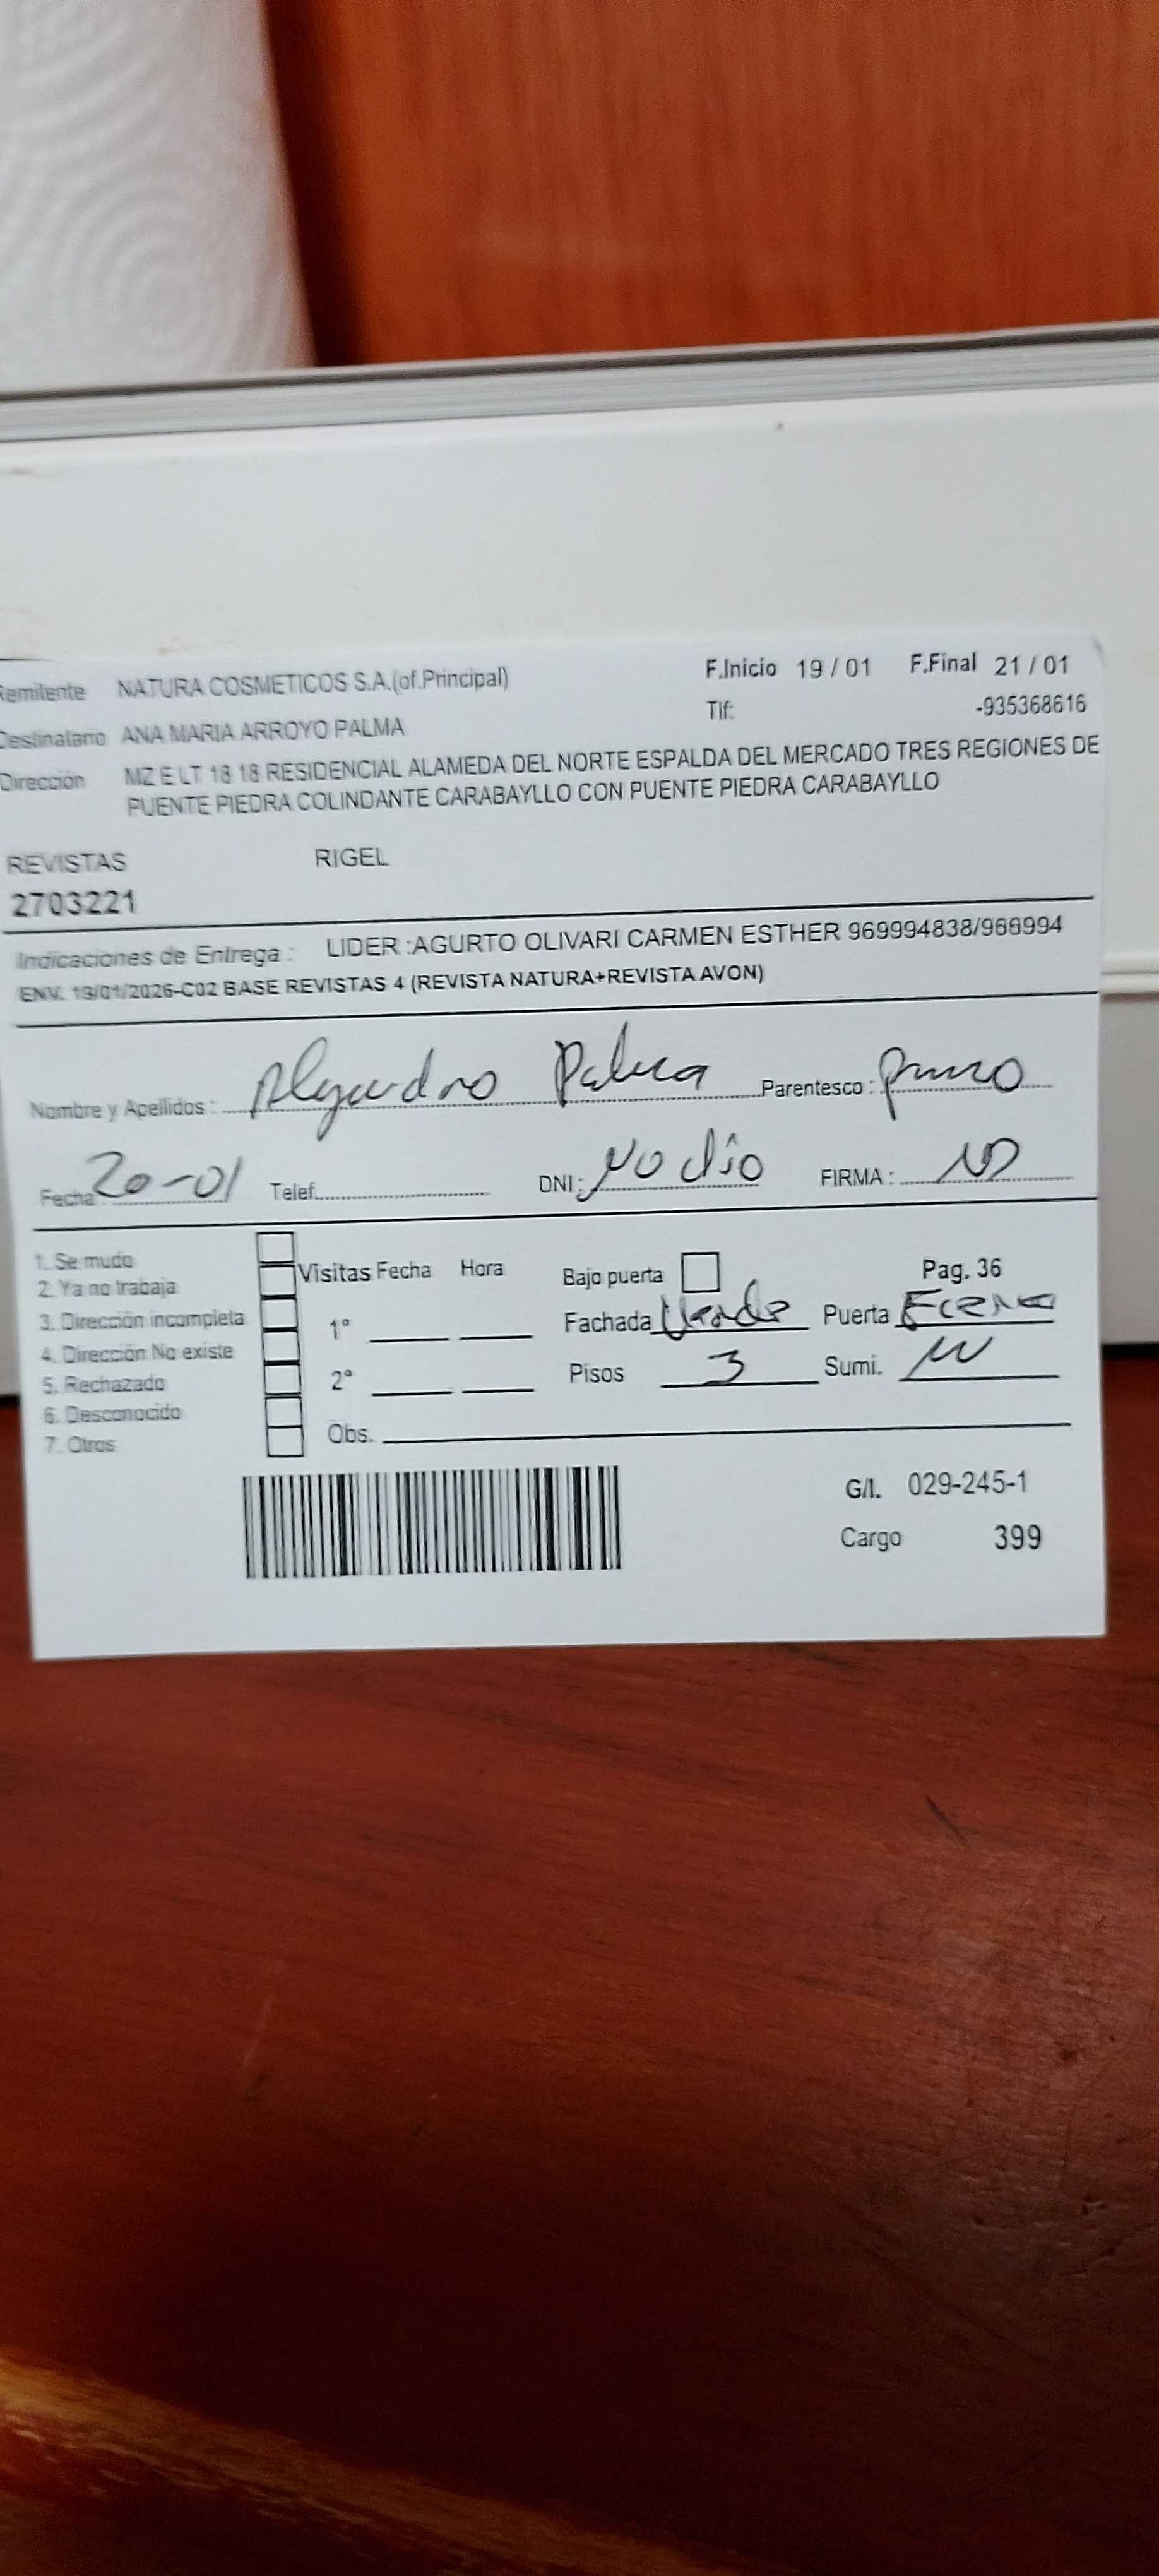 Remitente NATURA COSMETICOS S.A.(of.Principal) F.Inicio 19 / 01 F.Final 21 / 01
Destinatario ANA MARIA ARROYO PALMA Tlf: -935368616
Dirección MZ E LT 18 18 RESIDENCIAL ALAMEDA DEL NORTE ESPALDA DEL MERCADO TRES REGIONES DE
PUENTE PIEDRA COLINDANTE CARABAYLLO CON PUENTE PIEDRA CARABAYLLO
REVISTAS RIGEL
2703221
Indicaciones de Entrega : LIDER :AGURTO OLIVARI CARMEN ESTHER 969994838/969994
ENV. 19/01/2026-C02 BASE REVISTAS 4 (REVISTA NATURA+REVISTA AVON)
Nombre y Apellidos : Alejandro Palma Parentesco : primo
Fecha 20-01 Telef. DNI : No dio FIRMA :
1. Se mudo
2. Ya no trabaja Visitas Fecha Hora Bajo puerta Pag. 36
3. Dirección incompleta 1° Fachada Verde Puerta
4. Dirección No existe
5. Rechazado 2° Pisos 3 Sumi.
6. Desconocido
7. Otros Obs.
G/I. 029-245-1
Cargo 399